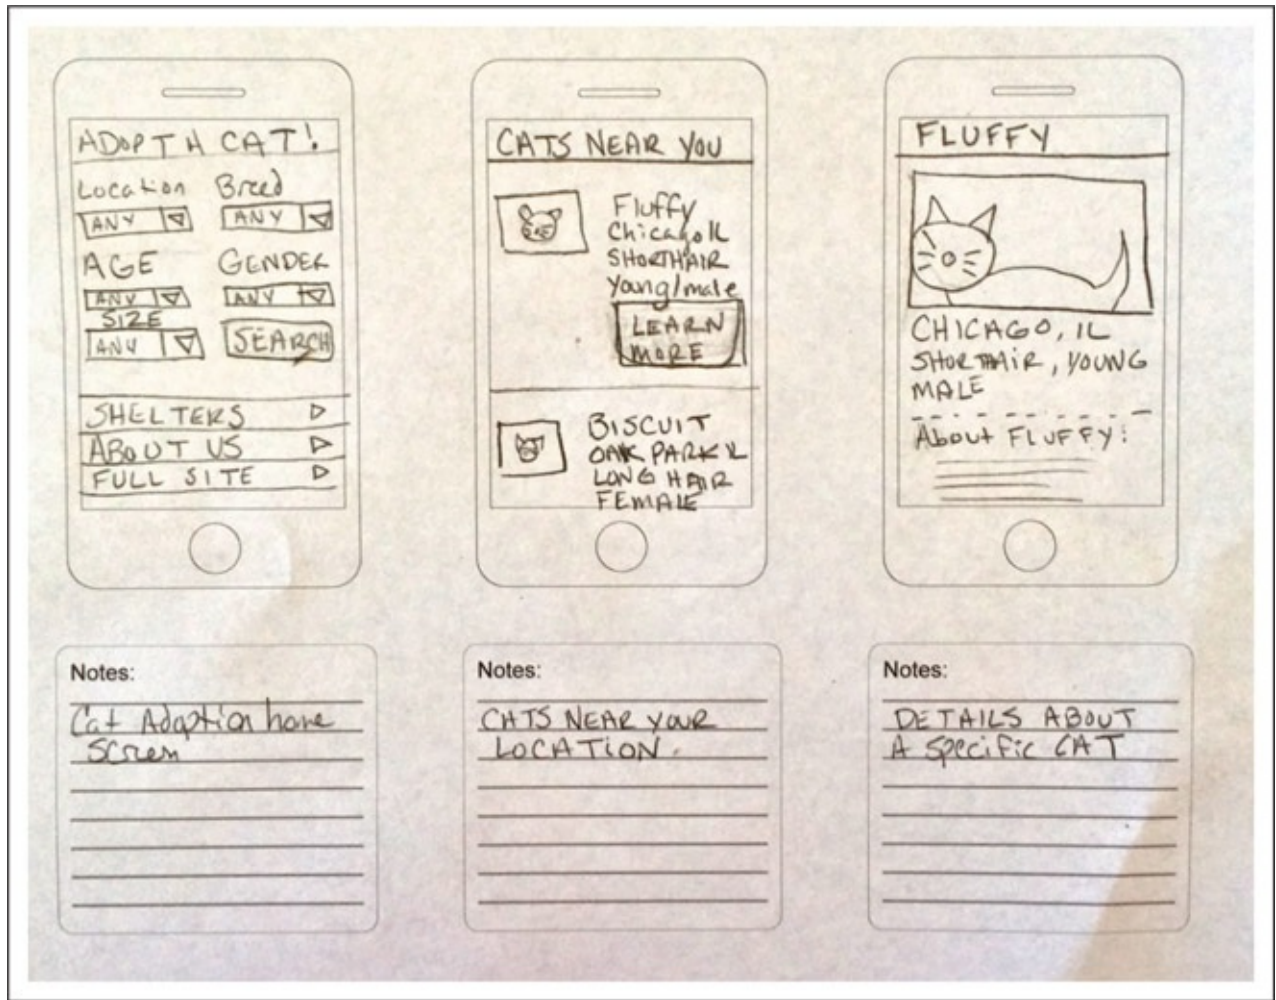 ADOPT A CAT!
Location Breed
ANY ANY
AGE GENDER
ANY ANY
SIZE
ANY SEARCH
SHELTERS
ABOUT US
FULL SITE
CATS NEAR YOU
Fluffy
Chicago IL
SHORTHAIR
Young/male
LEARN
MORE
BISCUIT
OAK PARK IL
LONG HAIR
FEMALE
FLUFFY
CHICAGO, IL
SHORTHAIR, YOUNG
MALE
About FLUFFY:
Notes:
Cat Adoption home
Screen
Notes:
CATS NEAR YOUR
LOCATION.
Notes:
DETAILS ABOUT
A SPECIFIC CAT